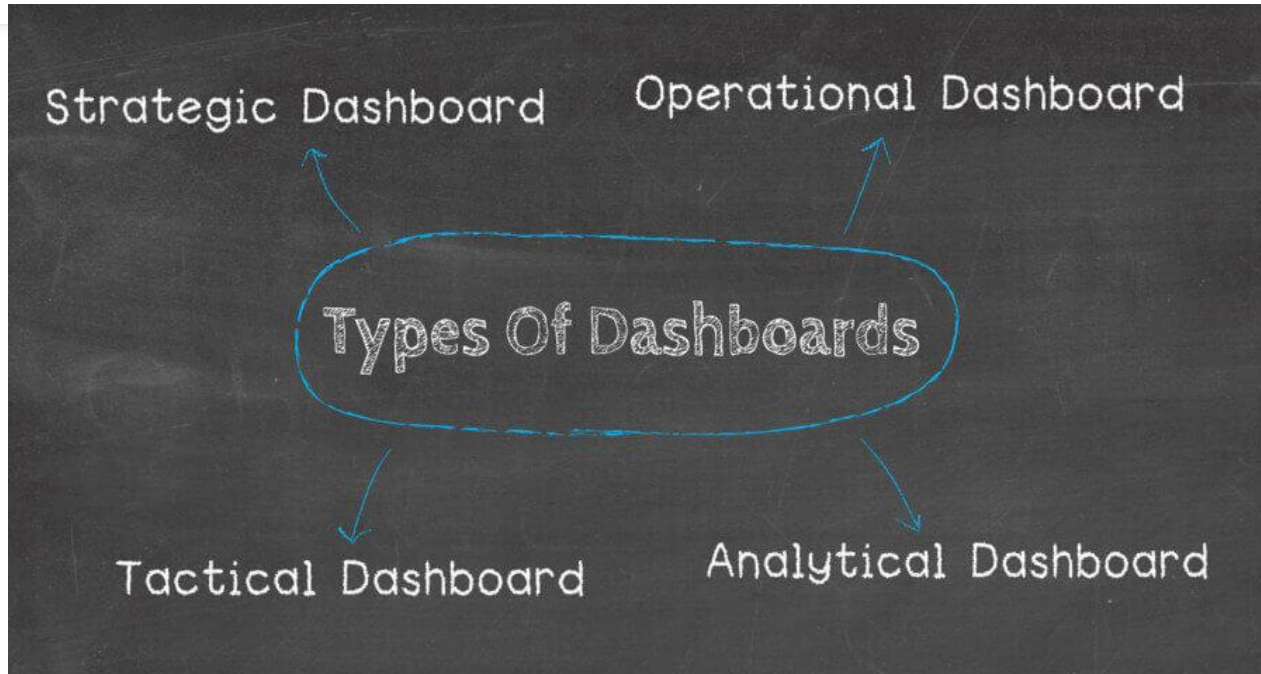 Strategic Dashboard
Operational Dashboard
Types Of Dashboards
Tactical Dashboard
Analytical Dashboard